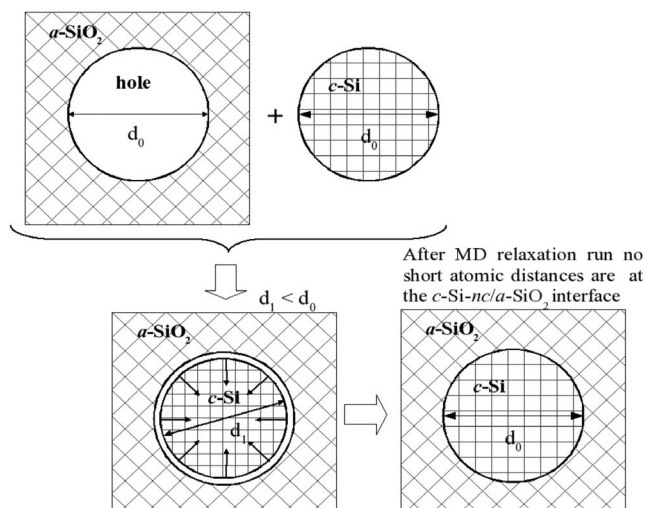 a-SiO₂
hole
d₀
+
c-Si
d₀
d₁ < d₀
After MD relaxation run no
short atomic distances are at
the c-Si-nc/a-SiO₂ interface
a-SiO₂
c-Si
d₁
a-SiO₂
c-Si
d₀